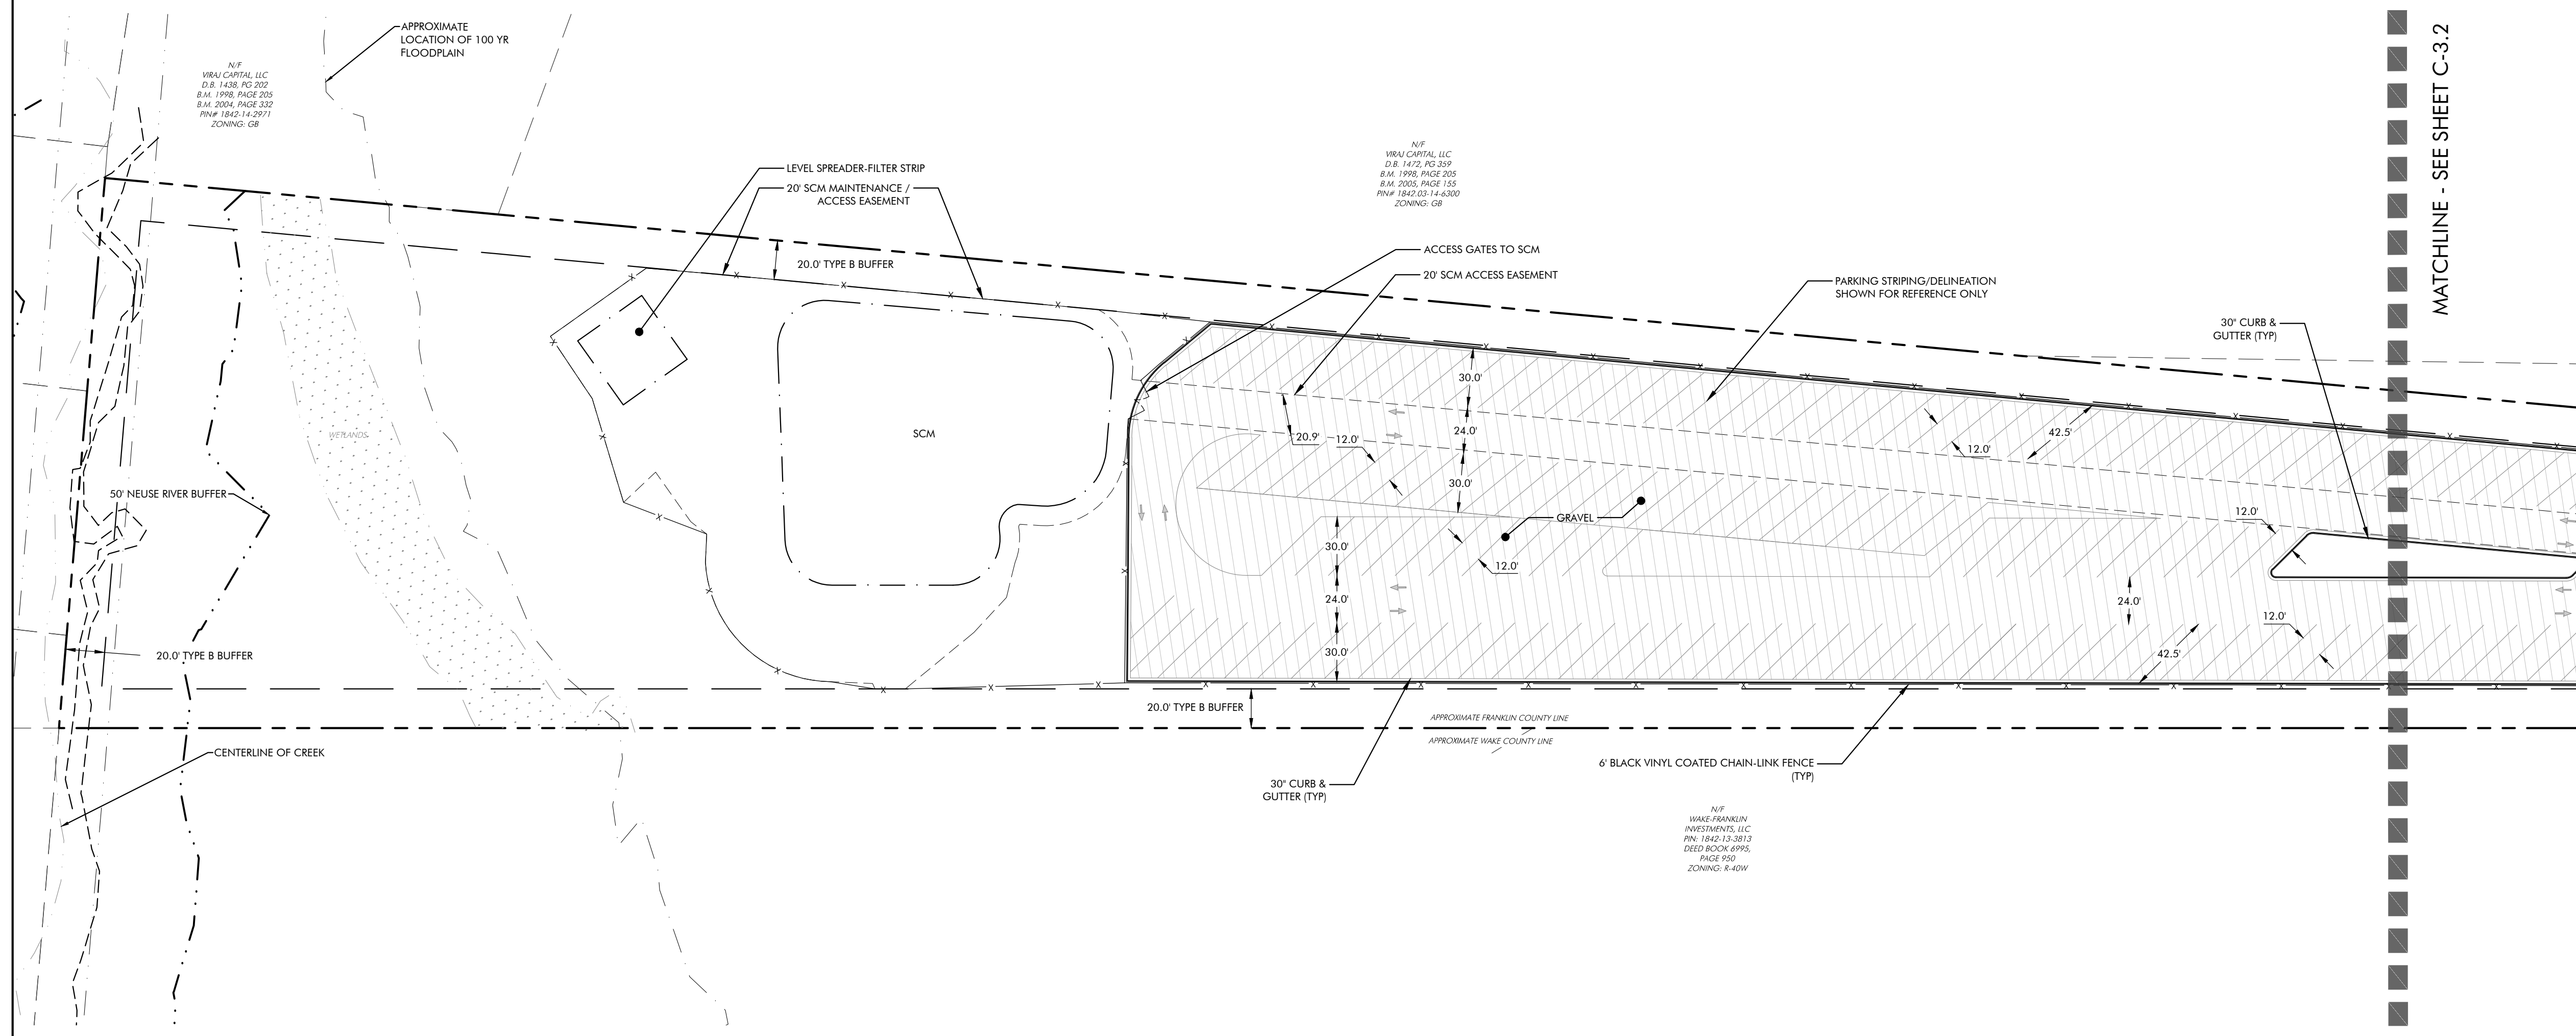 APPROXIMATE
LOCATION OF 100 YR
FLOODPLAIN
N/F
VIRAJ CAPITAL, LLC
D.B. 1438, PG 202
B.M. 1998, PAGE 205
B.M. 2004, PAGE 332
PIN# 1842-14-2971
ZONING: GB
MATCHLINE - SEE SHEET C-3.2
N/F
VIRAJ CAPITAL, LLC
D.B. 1472, PG 359
B.M. 1998, PAGE 205
B.M. 2005, PAGE 155
PIN# 1842.03-14-6300
ZONING: GB
LEVEL SPREADER-FILTER STRIP
20' SCM MAINTENANCE /
ACCESS EASEMENT
20.0' TYPE B BUFFER
ACCESS GATES TO SCM
20' SCM ACCESS EASEMENT
PARKING STRIPING/DELINEATION
SHOWN FOR REFERENCE ONLY
30" CURB &
GUTTER (TYP)
30.0'
24.0'
20.9'
12.0'
30.0'
12.0'
42.5'
WETLANDS
SCM
50' NEUSE RIVER BUFFER
GRAVEL
12.0'
30.0'
12.0'
24.0'
24.0'
12.0'
30.0'
42.5'
20.0' TYPE B BUFFER
20.0' TYPE B BUFFER
APPROXIMATE FRANKLIN COUNTY LINE
APPROXIMATE WAKE COUNTY LINE
CENTERLINE OF CREEK
6' BLACK VINYL COATED CHAIN-LINK FENCE
(TYP)
30" CURB &
GUTTER (TYP)
N/F
WAKE-FRANKLIN
INVESTMENTS, LLC
PIN: 1842-13-3813
DEED BOOK 6995,
PAGE 950
ZONING: R-40W